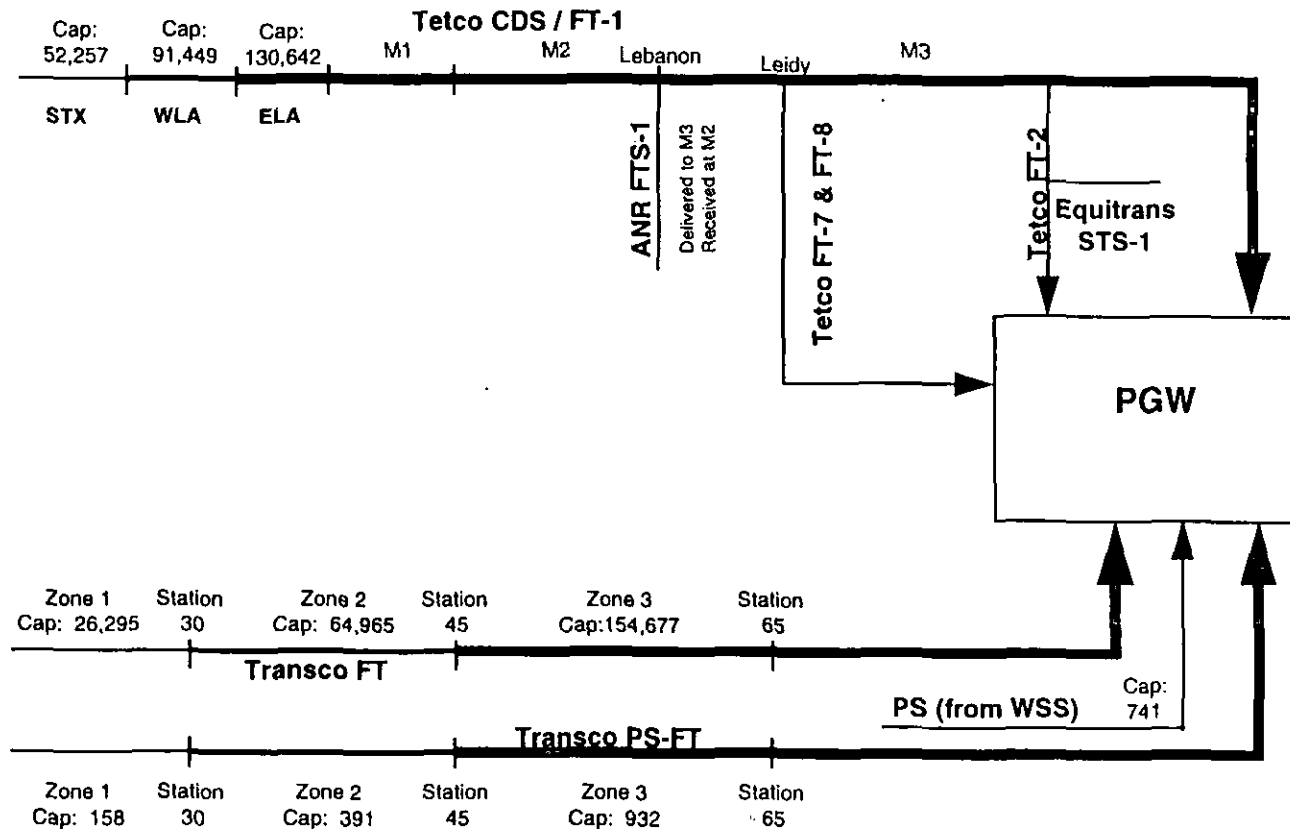 Tetco CDS / FT-1
Cap: Cap: Cap:
52,257 91,449 130,642 M1 M2 Lebanon Leidy M3
STX WLA ELA
ANR FTS-1
Delivered to M3
Received at M2
Tetco FT-7 & FT-8
Tetco FT-2
Equitrans
STS-1
PGW
Zone 1 Station Zone 2 Station Zone 3 Station
Cap: 26,295 30 Cap: 64,965 45 Cap:154,677 65
Transco FT
Cap:
PS (from WSS) 741
Transco PS-FT
Zone 1 Station Zone 2 Station Zone 3 Station
Cap: 158 30 Cap: 391 45 Cap: 932 65